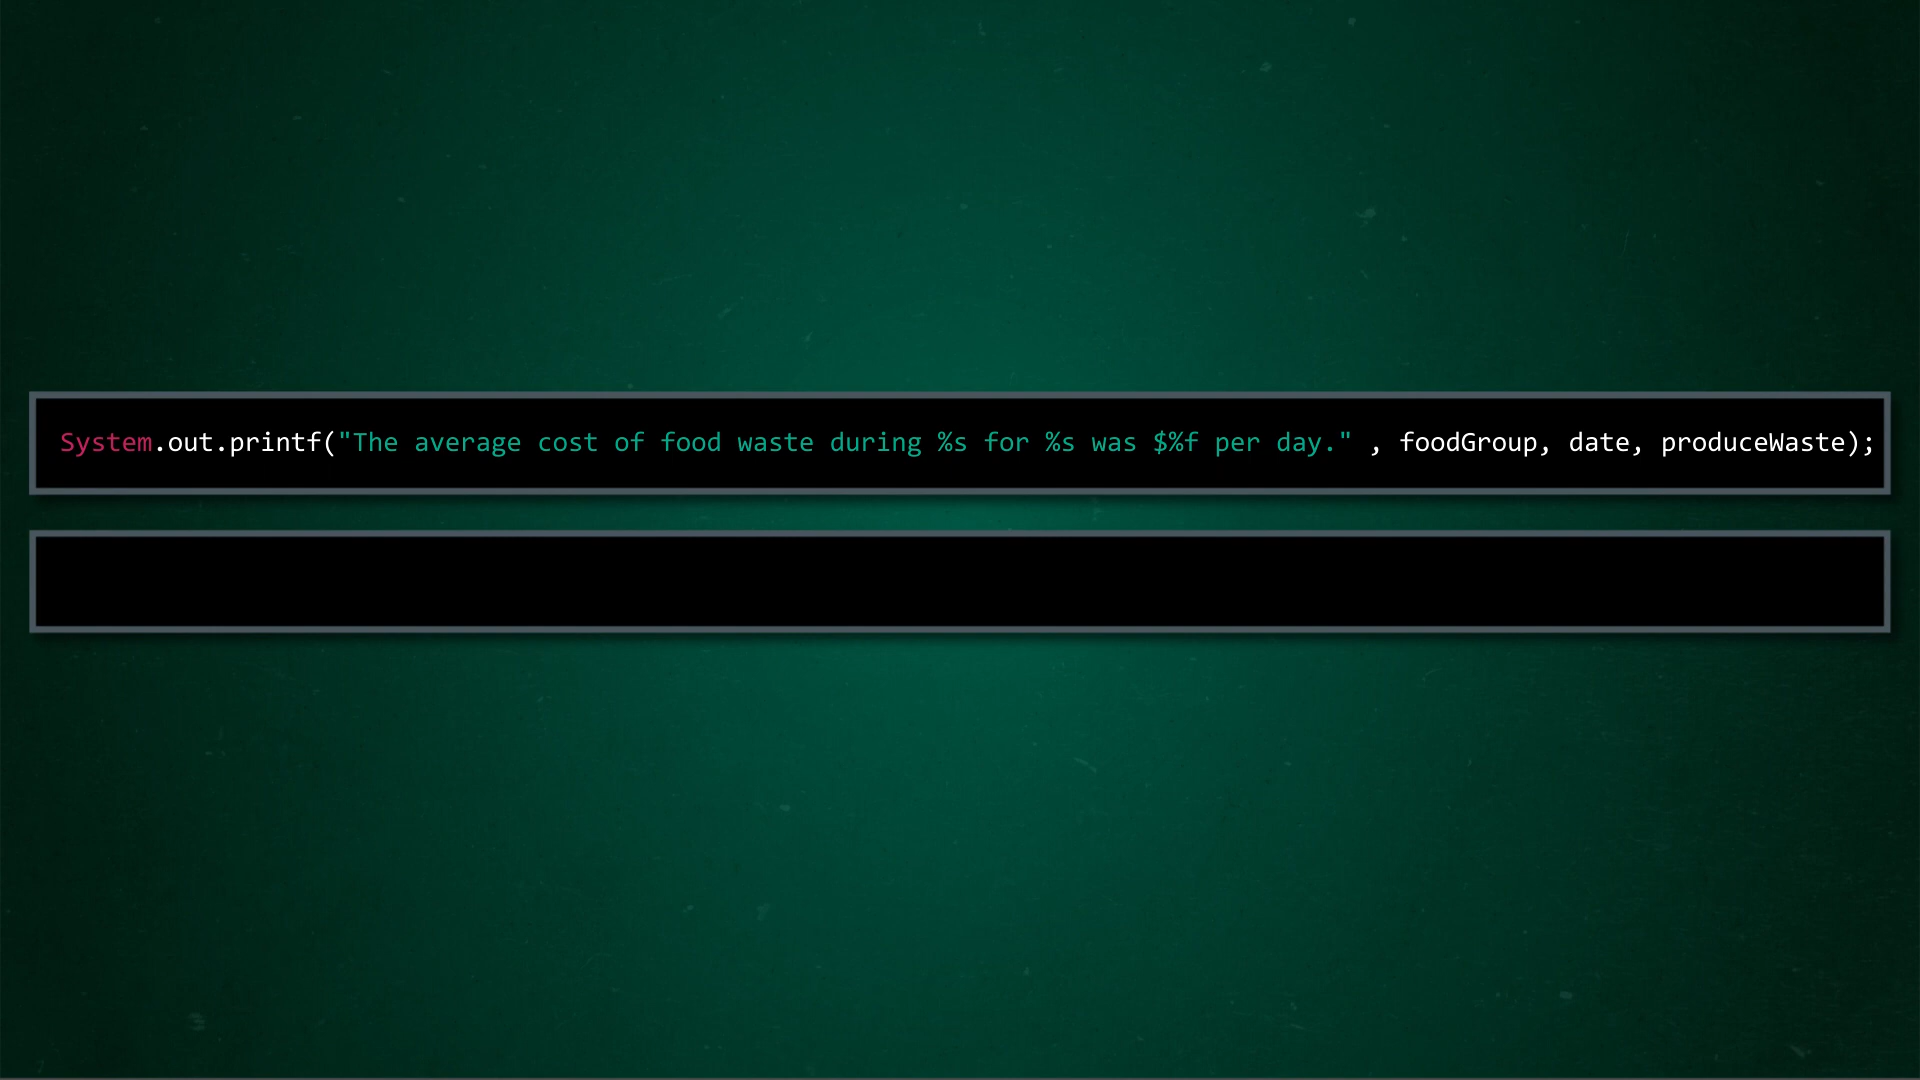 System.out.printf("The average cost of food waste during %s for %s was $%f per day." , foodGroup, date, produceWaste);